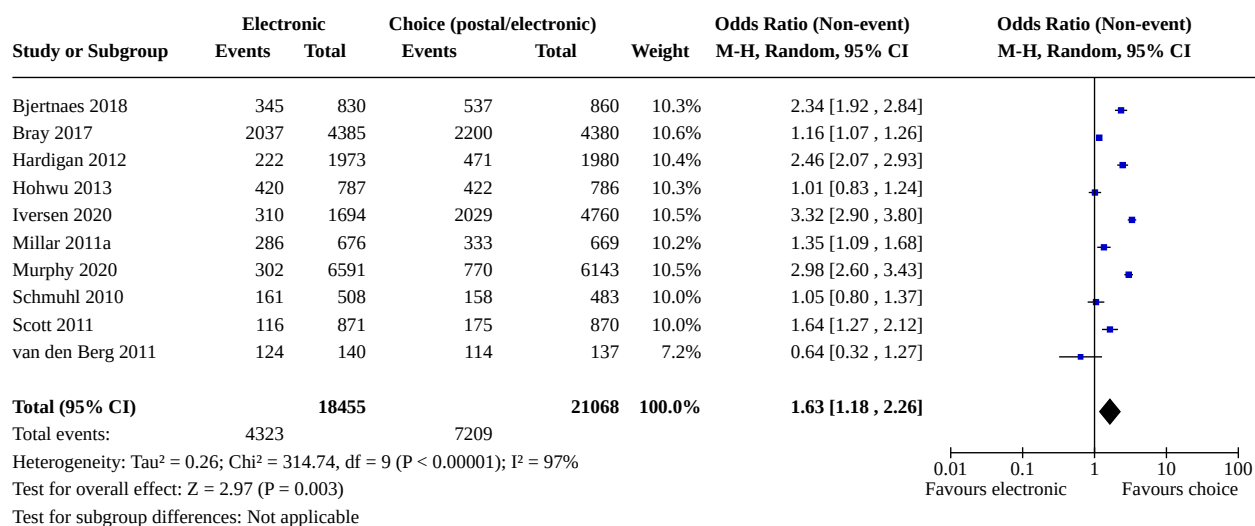 Electronic Choice (postal/electronic) Odds Ratio (Non-event) Odds Ratio (Non-event)
Study or Subgroup Events Total Events Total Weight M-H, Random, 95% CI M-H, Random, 95% CI
Bjertnaes 2018 345 830 537 860 10.3% 2.34 [1.92 , 2.84]
Bray 2017 2037 4385 2200 4380 10.6% 1.16 [1.07 , 1.26]
Hardigan 2012 222 1973 471 1980 10.4% 2.46 [2.07 , 2.93]
Hohwu 2013 420 787 422 786 10.3% 1.01 [0.83 , 1.24]
Iversen 2020 310 1694 2029 4760 10.5% 3.32 [2.90 , 3.80]
Millar 2011a 286 676 333 669 10.2% 1.35 [1.09 , 1.68]
Murphy 2020 302 6591 770 6143 10.5% 2.98 [2.60 , 3.43]
Schmuhl 2010 161 508 158 483 10.0% 1.05 [0.80 , 1.37]
Scott 2011 116 871 175 870 10.0% 1.64 [1.27 , 2.12]
van den Berg 2011 124 140 114 137 7.2% 0.64 [0.32 , 1.27]
Total (95% CI) 18455 21068 100.0% 1.63 [1.18 , 2.26]
Total events: 4323 7209
Heterogeneity: Tau² = 0.26; Chi² = 314.74, df = 9 (P < 0.00001); I² = 97%
0.01 0.1 1 10 100
Test for overall effect: Z = 2.97 (P = 0.003) Favours electronic Favours choice
Test for subgroup differences: Not applicable